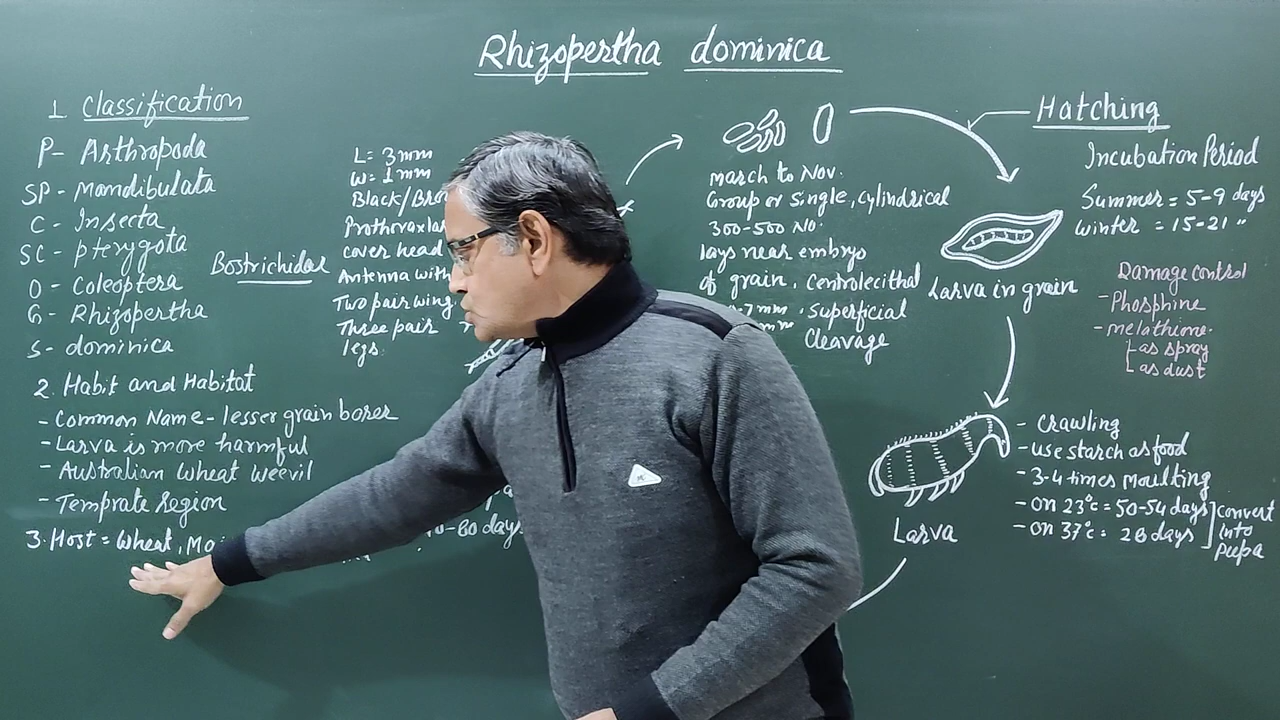 Rhizopertha dominica
1. Classification
P- Arthropoda
SP - Mandibulata
C - Insecta
SC - pterygota
Bostrichidae
O - Coleoptera
G - Rhizopertha
S- dominica
2. Habit and Habitat
- Common Name - lesser grain borer
- Larva is more harmful
- Australian wheat weevil
- Temprate Region
3. Host = Wheat,
L = 3mm
W = 1 mm
Black/
cover head
Antenna with
Two pair wing
Three pair
legs.
-60 days
march to Nov.
Group or Single, cylindrical
300-500 No.
lays near embryo
of grain, Centrolecithal
7mm, Superficial
mm Cleavage
Hatching
Incubation Period
Summer = 5-9 days
winter = 15-21 "
Larva in grain
Damage control
- Phosphine
- melathione.
as spray
as dust
- Crawling
- use starch as food
- 3-4 times Moulting
- on 23°c = 50-54 days
- on 37°c = 28 days
convert
into
pupa
Larva